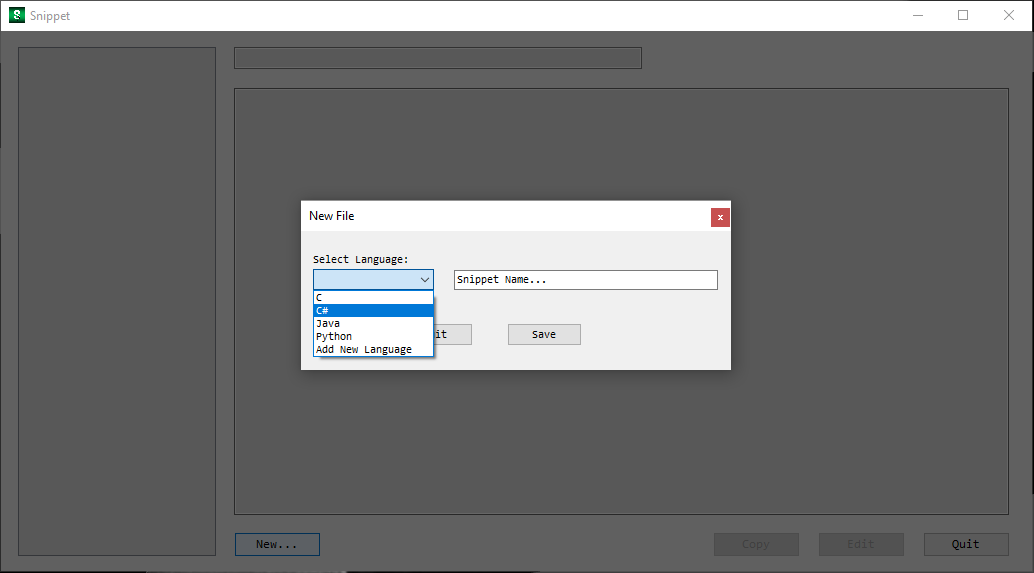 Snippet
New File
x
Select Language:
Snippet Name...
C
C#
Java
Python
Add New Language
it
Save
New...
Copy
Edit
Quit